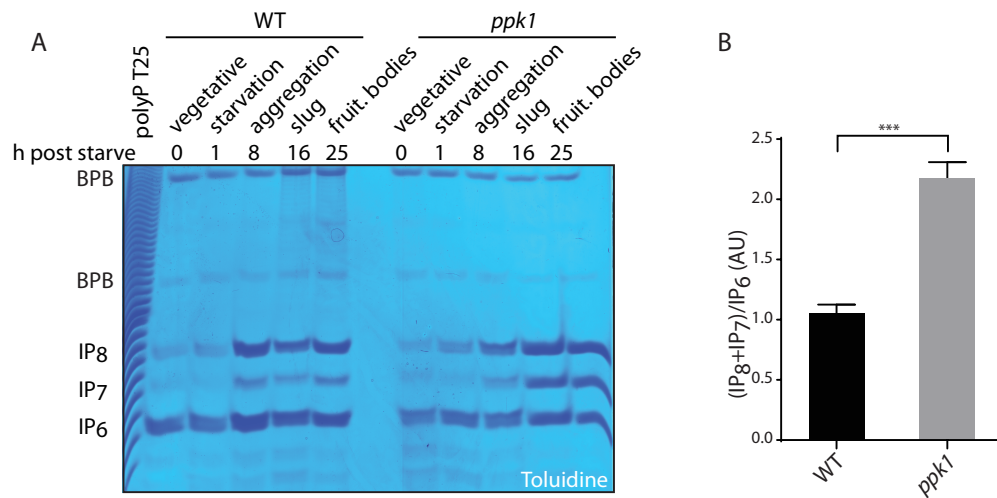 A
WT
ppk1
polyP T25
vegetative
starvation
aggregation
slug
fruit. bodies
vegetative
starvation
aggregation
slug
fruit. bodies
h post starve 0 1 8 16 25 0 1 8 16 25
BPB
BPB
IP8
IP7
IP6
Toluidine
B
***
(IP8+IP7)/IP6 (AU)
2.5
2.0
1.5
1.0
0.5
0.0
WT
ppk1